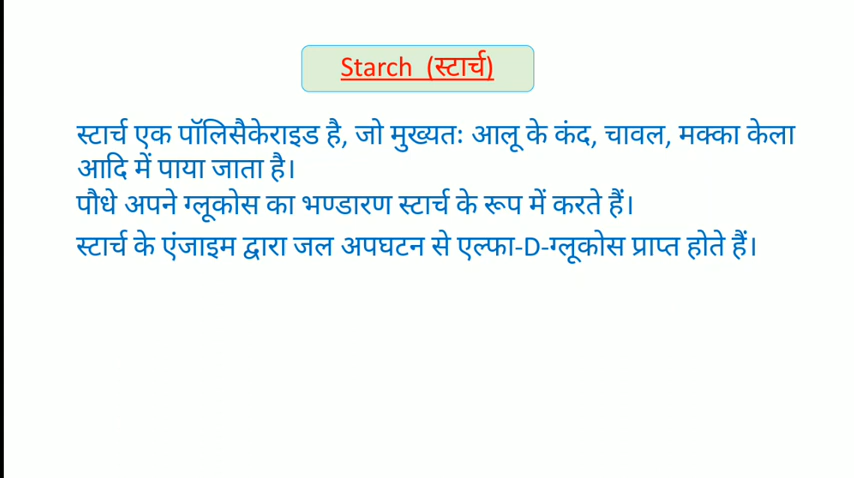 Starch (स्टार्च)
स्टार्च एक पॉलिसैकेराइड है, जो मुख्यतः आलू के कंद, चावल, मक्का केला
आदि में पाया जाता है।
पौधे अपने ग्लूकोस का भण्डारण स्टार्च के रूप में करते हैं।
स्टार्च के एंजाइम द्वारा जल अपघटन से एल्फा-D-ग्लूकोस प्राप्त होते हैं।